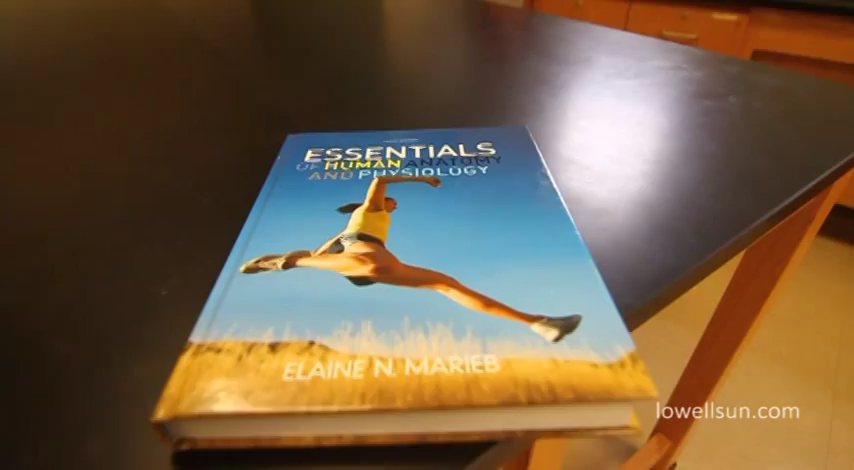 ESSENTIALS
OF HUMAN ANATOMY
AND PHYSIOLOGY
ELAINE N. MARIEB
lowellsun.com